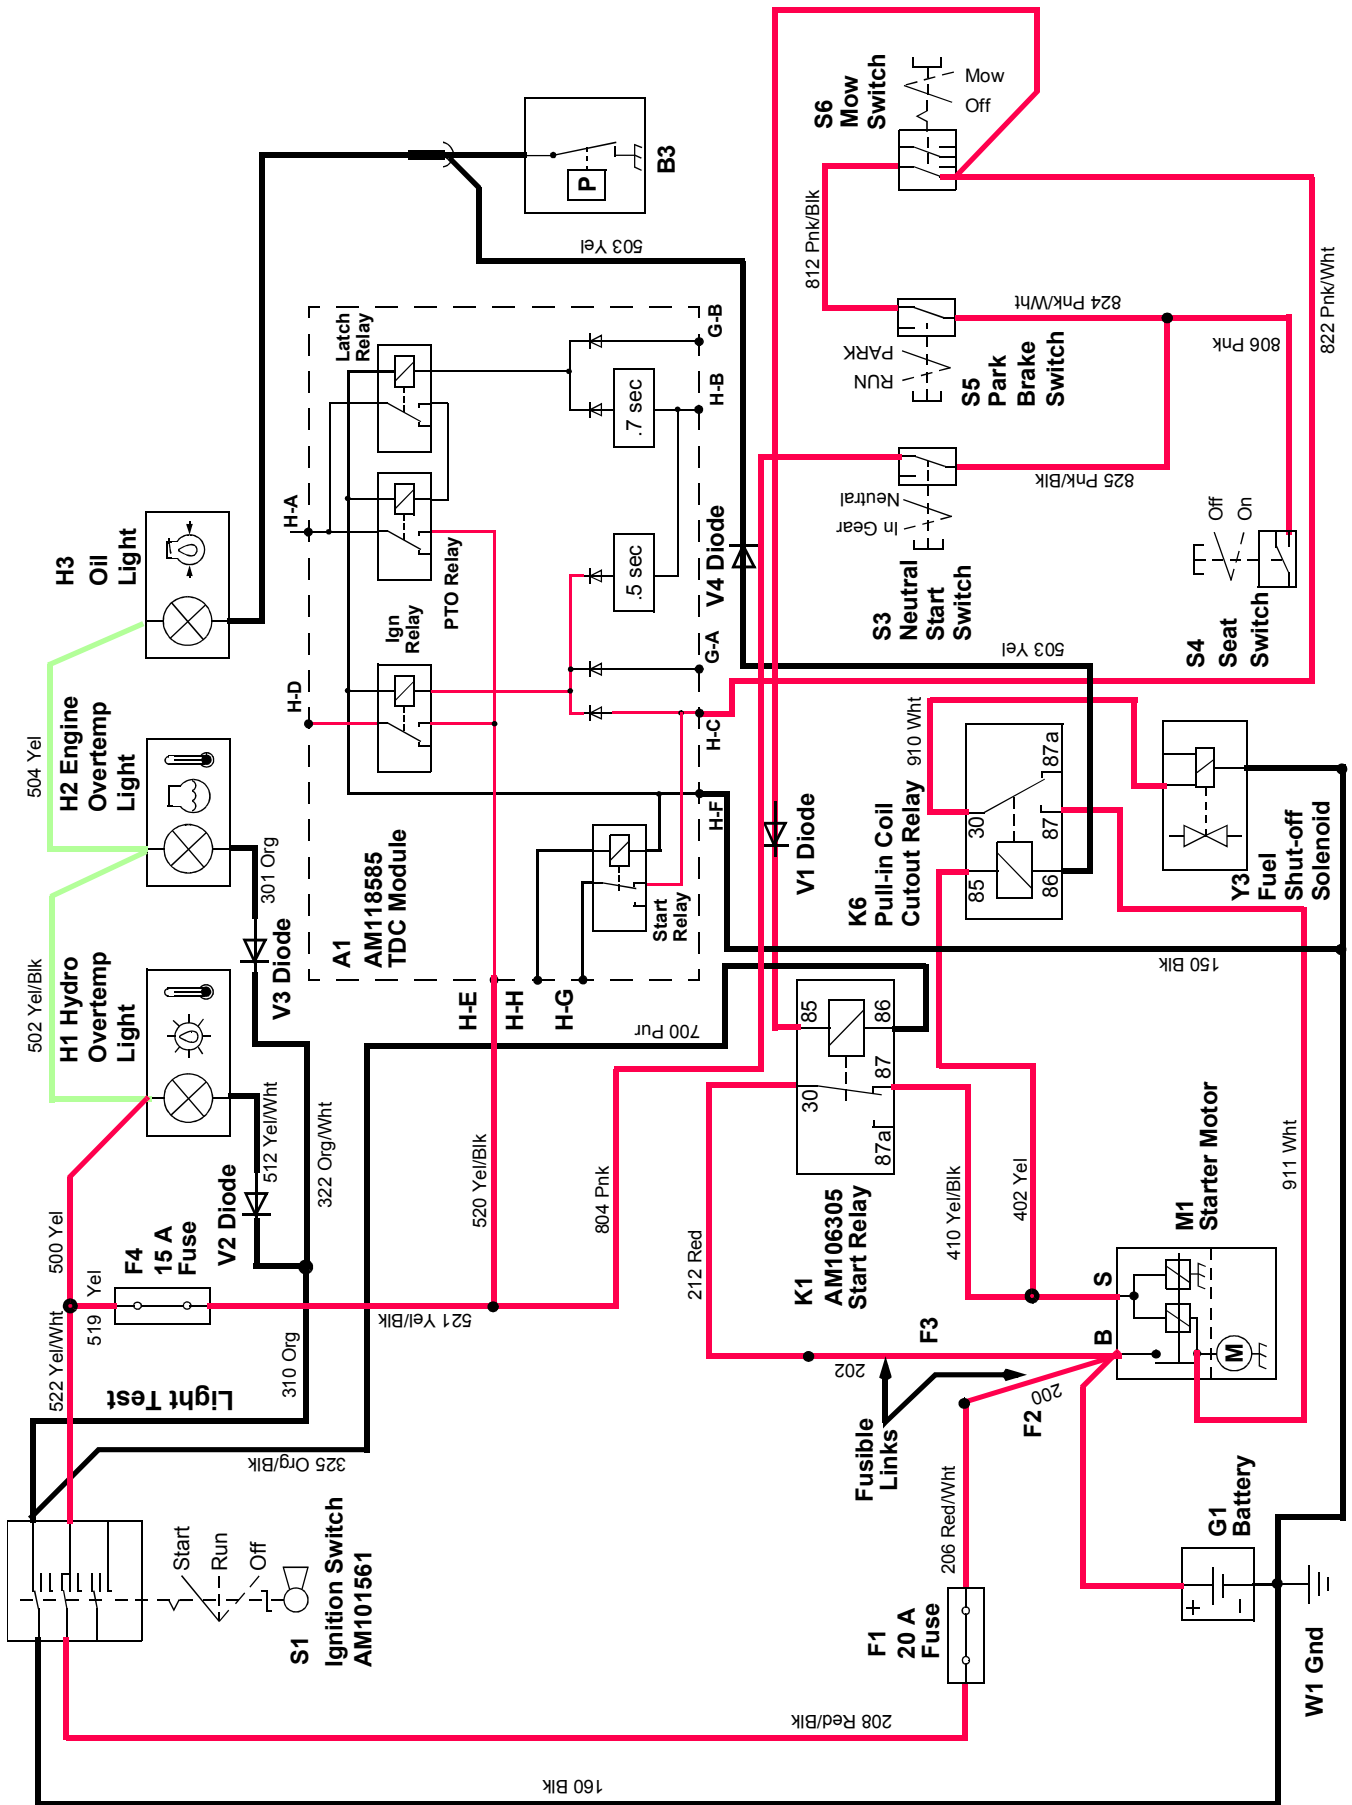 S6
Mow
Switch
Mow
Off
B3
P
812 Pnk/Blk
503 Yel
822 Pnk/Wht
824 Pnk/Wht
806 Pnk
PARK
RUN
S5
Park
Brake
Switch
Latch
Relay
G-B
H-B
.7 sec
H-A
825 Pnk/Blk
Neutral
In Gear
Off
On
H3
Oil
Light
PTO Relay
.5 sec
V4 Diode
S3
Neutral
Start
Switch
S4
Seat
Switch
Ign
Relay
G-A
503 Yel
H-D
H-C
504 Yel
H2 Engine
Overtemp
Light
910 Wht
30
87a
87
85
86
301 Org
A1
AM118585
TDC Module
H-F
V1 Diode
K6
Pull-in Coil
Cutout Relay
Y3
Fuel
Shut-off
Solenoid
Start
Relay
V3 Diode
502 Yel/Blk
H1 Hydro
Overtemp
Light
H-E
H-H
H-G
150 Blk
700 Pur
85
86
30
87
87a
512 Yel/Wht
322 Org/Wht
V2 Diode
520 Yel/Blk
804 Pnk
M1
Starter Motor
911 Wht
500 Yel
F4
15 A
Fuse
519
Yel
212 Red
K1
AM106305
Start Relay
410 Yel/Blk
402 Yel
S
B
M
522 Yel/Wht
310 Org
521 Yel/Blk
F3
202
Light Test
200
F2
Fusible
Links
325 Org/Blk
206 Red/Wht
G1
Battery
+
-
Start
Run
Off
S1
Ignition Switch
AM101561
F1
20 A
Fuse
W1 Gnd
208 Red/Blk
160 Blk